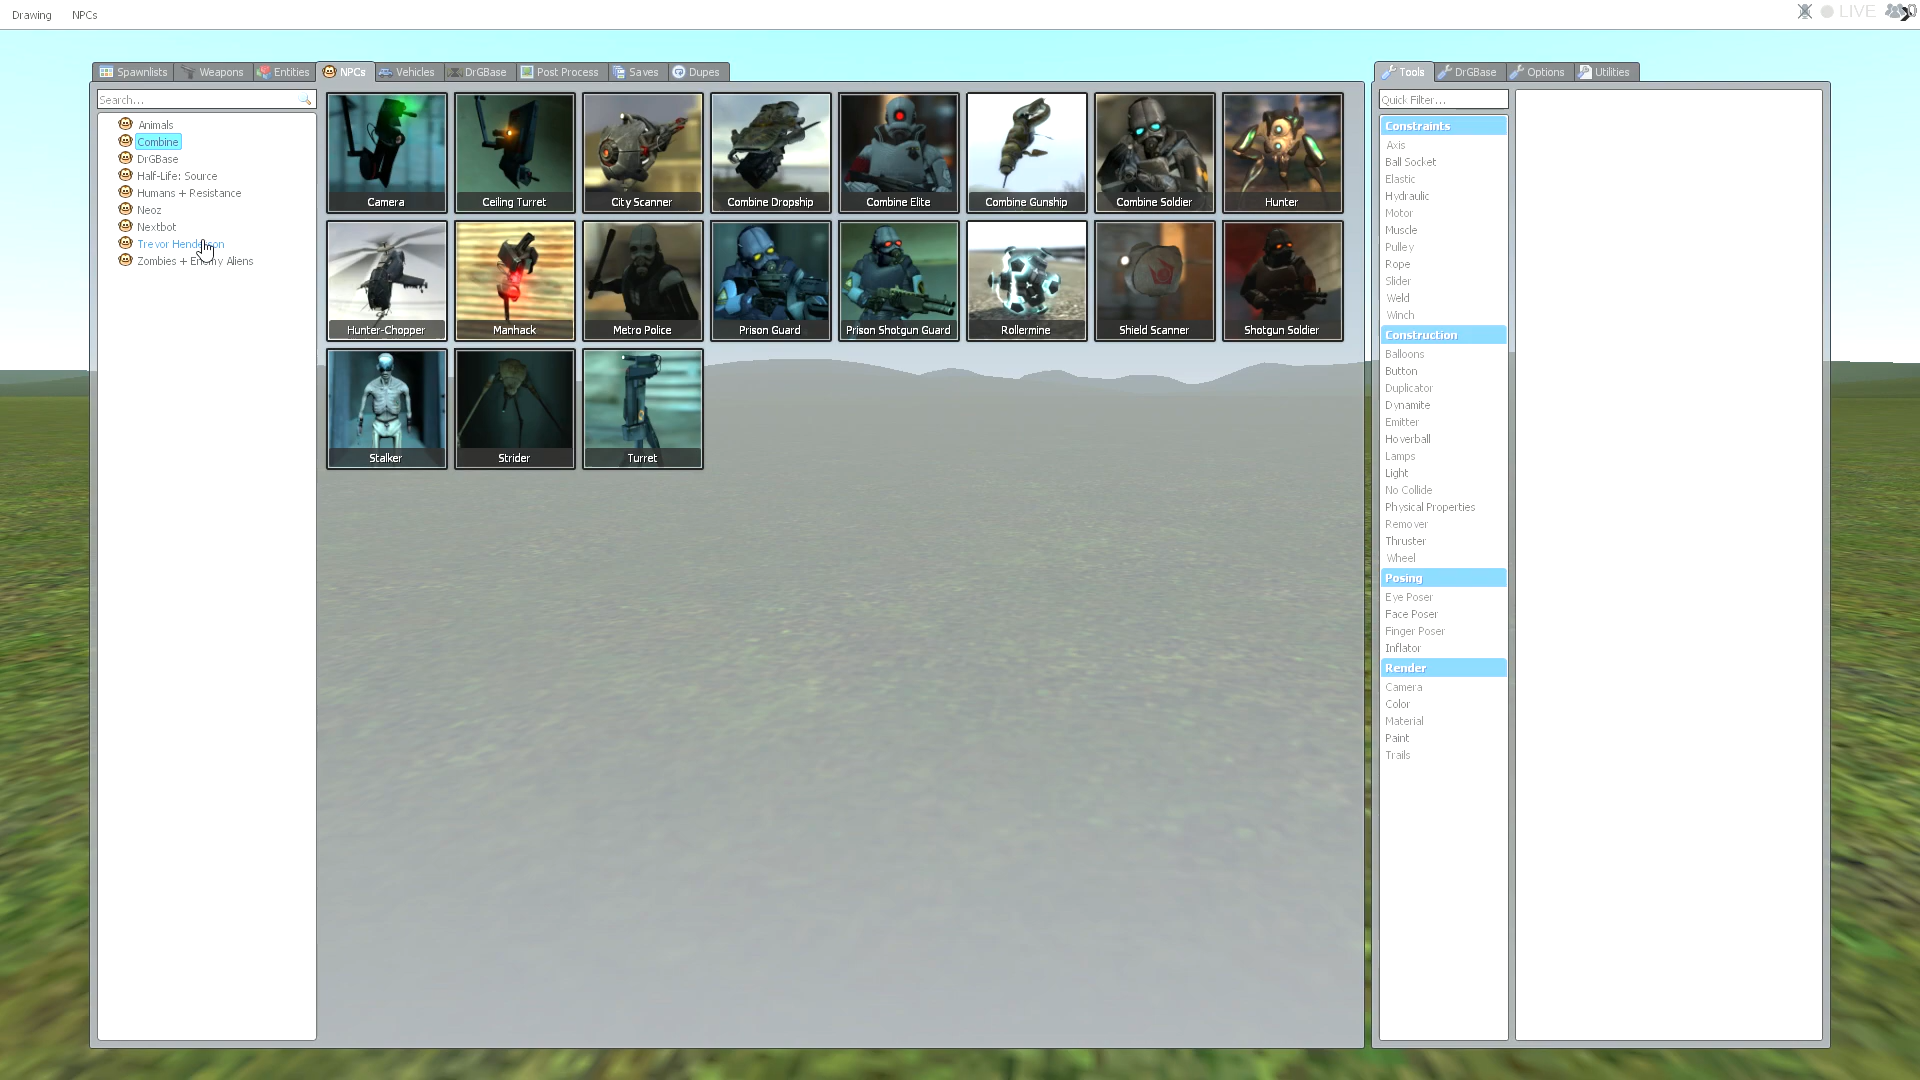 Drawing NPCs
LIVE 0
Spawnlists Weapons Entities NPCs Vehicles DrGBase Post Process Saves Dupes
Search...
Animals
Combine
DrGBase
Half-Life: Source
Humans + Resistance
Neoz
Nextbot
Trevor Henderson
Zombies + Enemy Aliens
Camera Ceiling Turret City Scanner Combine Dropship Combine Elite Combine Gunship Combine Soldier Hunter
Hunter-Chopper Manhack Metro Police Prison Guard Prison Shotgun Guard Rollermine Shield Scanner Shotgun Soldier
Stalker Strider Turret
Tools DrGBase Options Utilities
Quick Filter...
Constraints
Axis
Ball Socket
Elastic
Hydraulic
Motor
Muscle
Pulley
Rope
Slider
Weld
Winch
Construction
Balloons
Button
Duplicator
Dynamite
Emitter
Hoverball
Lamps
Light
No Collide
Physical Properties
Remover
Thruster
Wheel
Posing
Eye Poser
Face Poser
Finger Poser
Inflator
Render
Camera
Color
Material
Paint
Trails